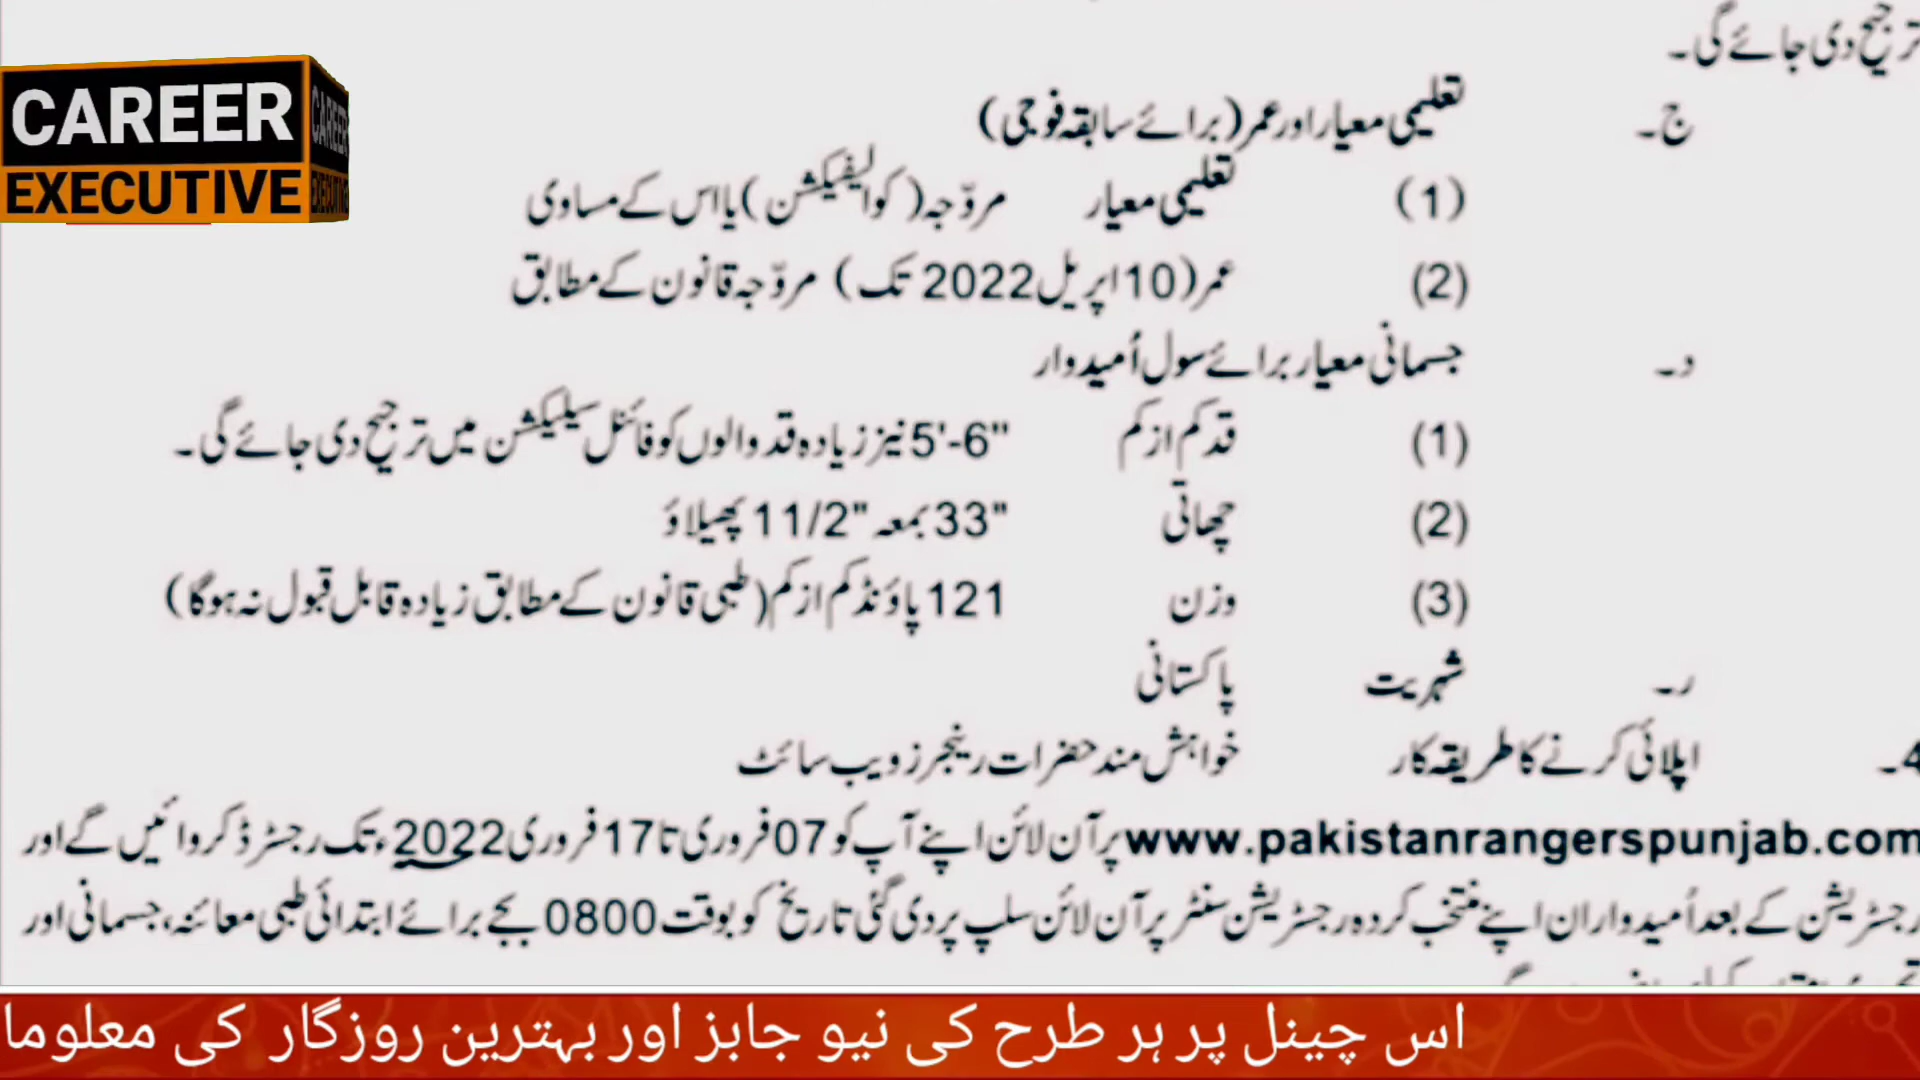 ترجیح دی جائے گی۔
CAREER
EXECUTIVE
ج۔ تعلیمی معیار اور عمر (برائے سابقہ فوجی)
(1) تعلیمی معیار مروّجہ (کوالیفیکیشن) یا اس کے مساوی
(2) عمر (10 اپریل 2022 تک) مروّجہ قانون کے مطابق
د۔ جسمانی معیار برائے سول اُمیدوار
(1) قد کم از کم 5'-6" نیز زیادہ قد والوں کو فائنل سیلیکشن میں ترجیح دی جائے گی۔
(2) چھاتی 33" بمعہ 11/2" پھیلاؤ
(3) وزن 121 پاؤنڈ کم از کم (طبی قانون کے مطابق زیادہ قابل قبول نہ ہوگا)
ر۔ شہریت پاکستانی
4۔ اپلائی کرنے کا طریقہ کار خواہش مند حضرات رینجرز ویب سائٹ
www.pakistanrangerspunjab.com پر آن لائن اپنے آپ کو 07 فروری تا 17 فروری 2022ء تک رجسٹرڈ کروائیں گے اور
رجسٹریشن کے بعد اُمیدواران اپنے منتخب کردہ رجسٹریشن سنٹر پر آن لائن سلپ پر دی گئی تاریخ کو بوقت 0800 بجے برائے ابتدائی طبی معائنہ، جسمانی اور
اس چینل پر ہر طرح کی نیو جابز اور بہترین روزگار کی معلوما